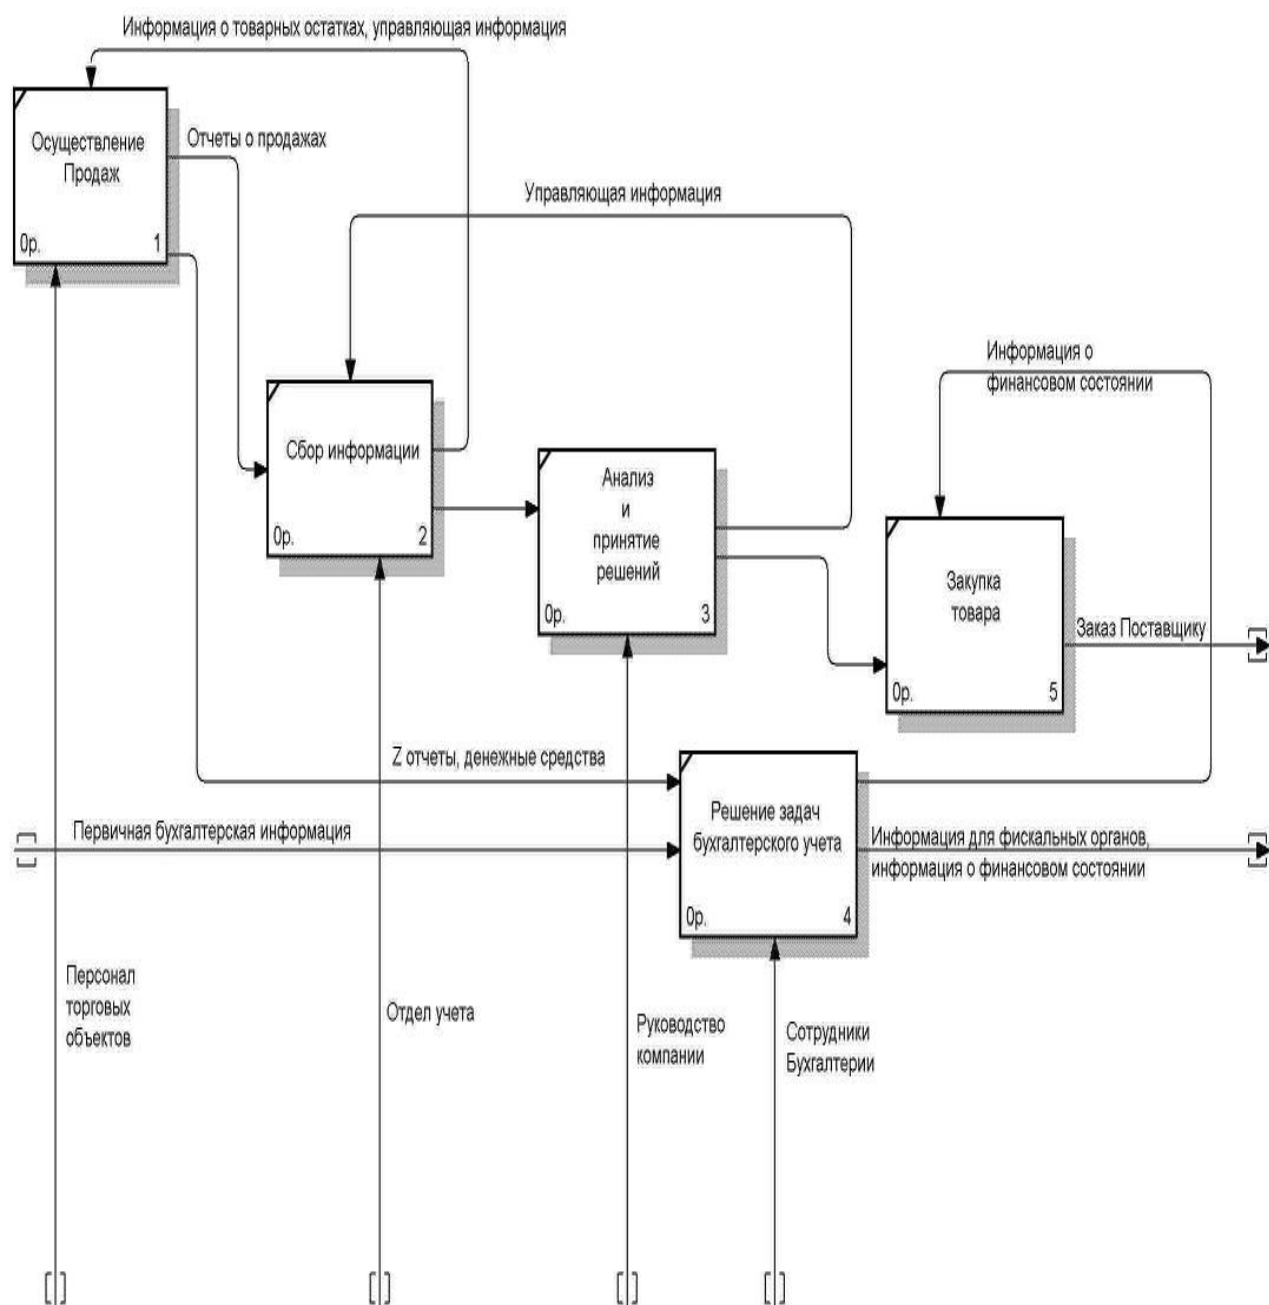 Информация о товарных остатках, управляющая информация
Осуществление
Продаж
0р.
1
Отчеты о продажах
Управляющая информация
Сбор информации
0р.
2
Анализ
и
принятие
решений
0р.
3
Информация о
финансовом состоянии
Закупка
товара
0р.
5
Заказ Поставщику
Z отчеты, денежные средства
Первичная бухгалтерская информация
Решение задач
бухгалтерского учета
0р.
4
Информация для фискальных органов,
информация о финансовом состоянии
Персонал
торговых
объектов
Отдел учета
Руководство
компании
Сотрудники
Бухгалтерии